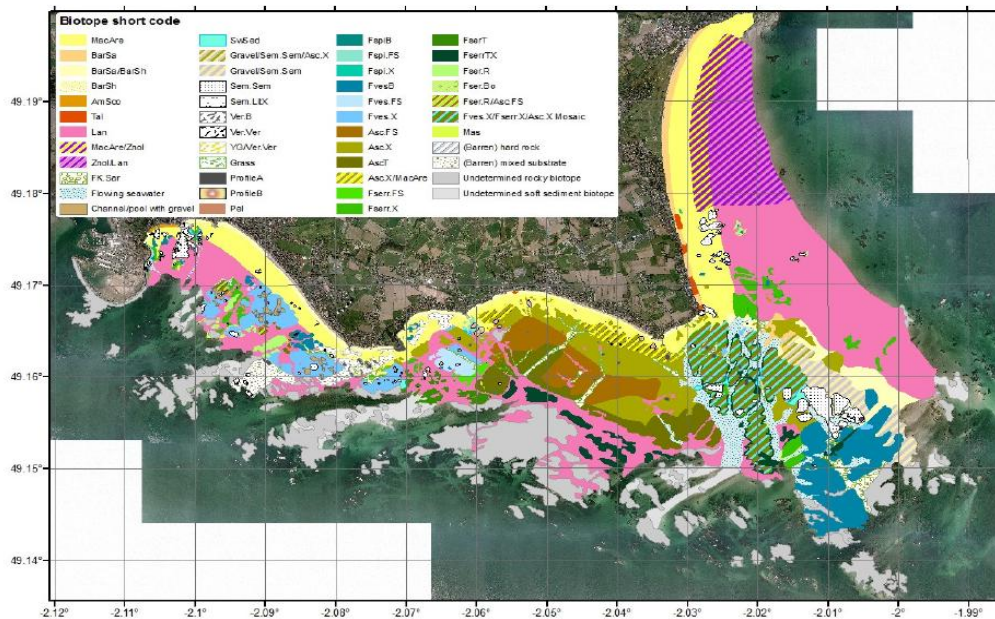 Biotope short code
MacAre
BarSa
BarSa/BarSh
BarSh
AmSco
Tal
Lan
MacAre/Znol
Znol/Lan
FK.Sar
Flowing seawater
Channel/pool with gravel
SwSed
Gravel/Sem.Sem/Asc.X
Gravel/Sem.Sem
Sem.Sem
Sem.LitX
Ver.B
Ver.Ver
YG/Ver.Ver
Grass
ProfileA
ProfileB
Pel
FspiB
Fspi.FS
Fspi.X
FvesB
Fves.FS
Fves.X
Asc.FS
Asc.X
AscT
Asc.X/MacAre
Fserr.FS
Fserr.X
FserT
FserrTX
Fser.R
Fser.Bo
Fser.R/Asc.FS
Fves.X/Fserr.X/Asc.X Mosaic
Mas
(Barren) hard rock
(Barren) mixed substrate
Undetermined rocky biotope
Undetermined soft sediment biotope
49.19°
49.18°
49.17°
49.16°
49.15°
49.14°
-2.12° -2.11° -2.1° -2.09° -2.08° -2.07° -2.06° -2.05° -2.04° -2.03° -2.02° -2.01° -2° -1.99°